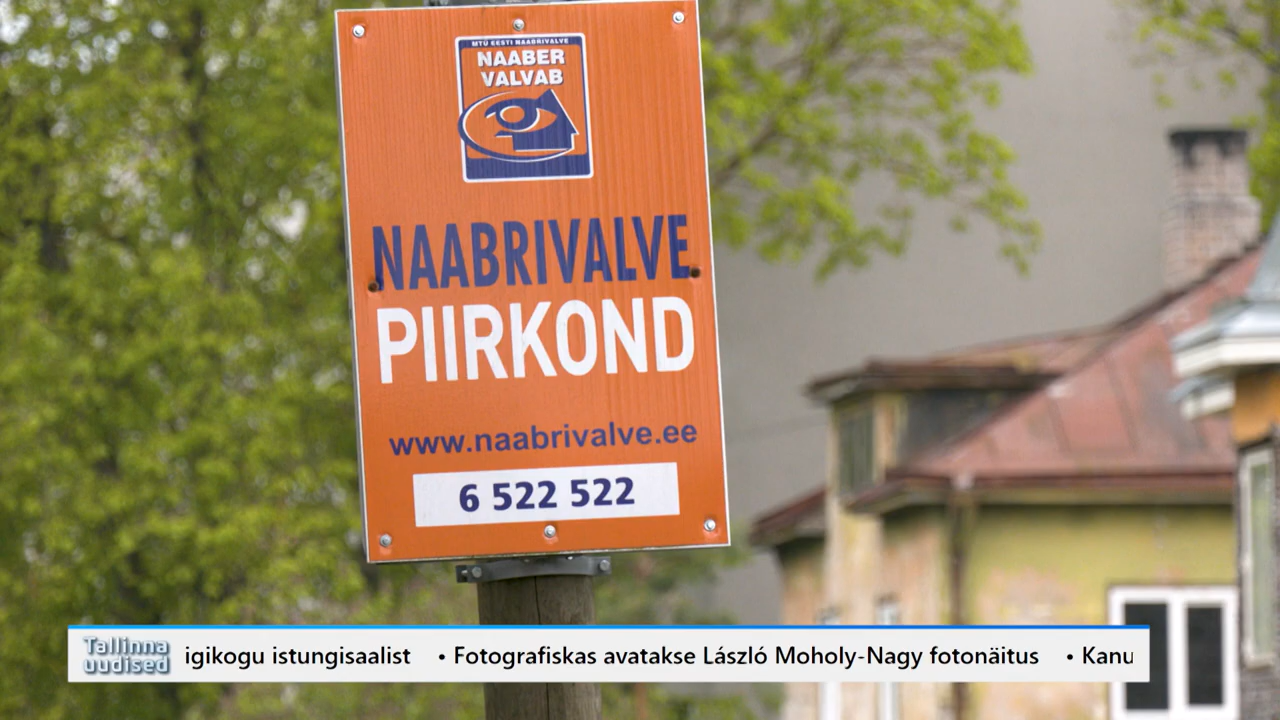 MTÜ EESTI NAABRIVALVE
NAABER
VALVAB
NAABRIVALVE
PIIRKOND
www.naabrivalve.ee
6 522 522
Tallinna
uudised
igikogu istungisaalist • Fotografiskas avatakse László Moholy-Nagy fotonäitus • Kanu